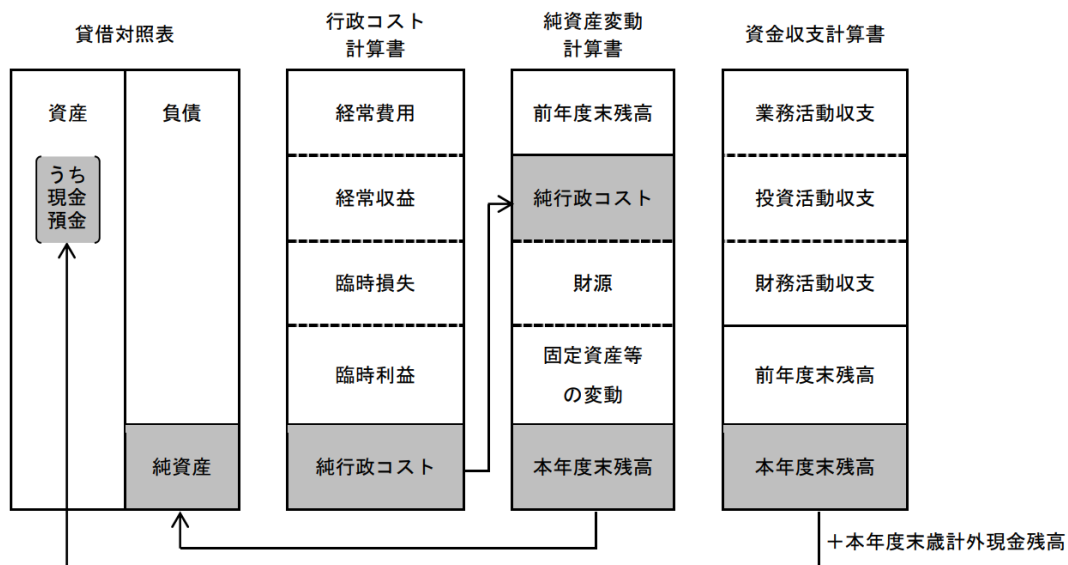 貸借対照表
行政コスト
計算書
純資産変動
計算書
資金収支計算書
資産
うち
現金
預金
負債
純資産
経常費用
経常収益
臨時損失
臨時利益
純行政コスト
前年度末残高
純行政コスト
財源
固定資産等
の変動
本年度末残高
業務活動収支
投資活動収支
財務活動収支
前年度末残高
本年度末残高
＋本年度末歳計外現金残高